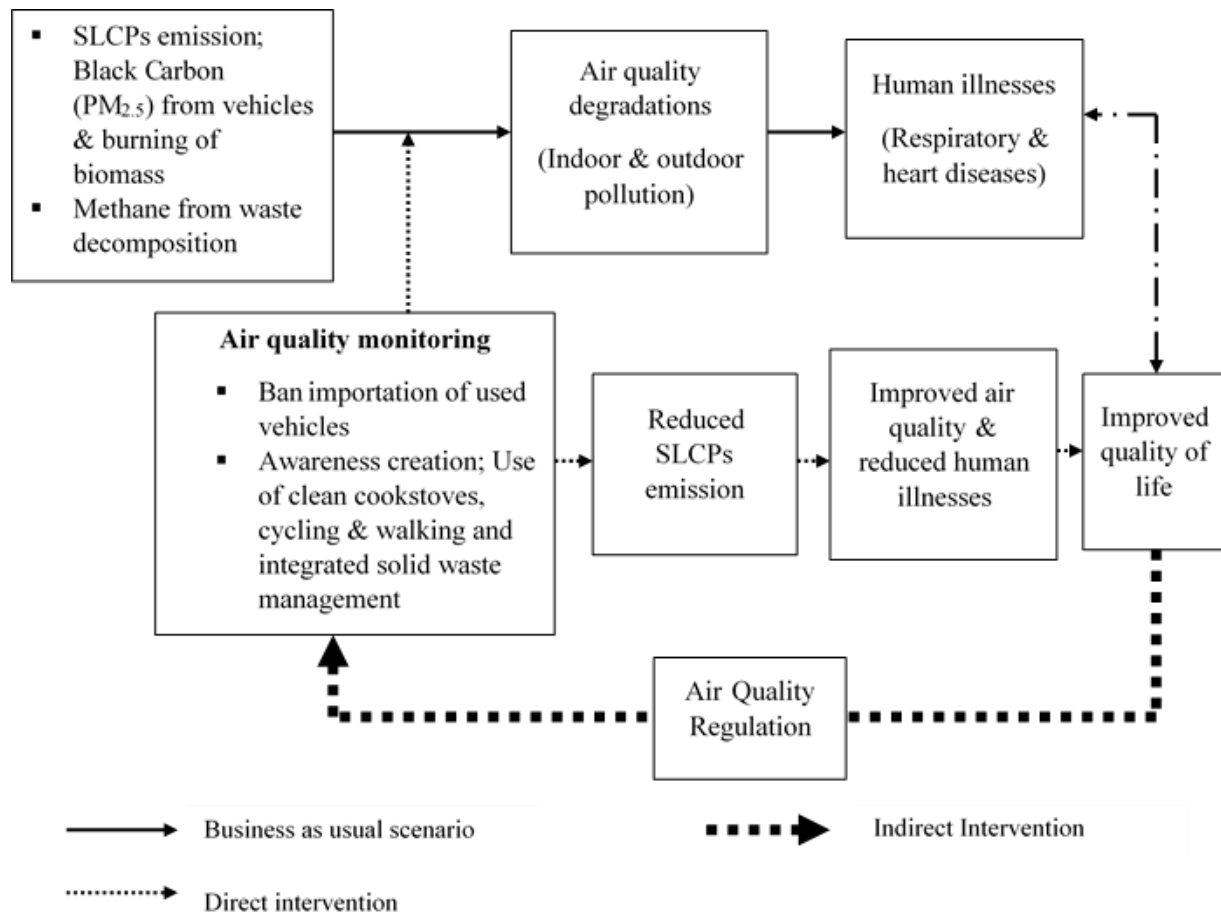 ▪ SLCPs emission;
Black Carbon
(PM2.5) from vehicles
& burning of
biomass
▪ Methane from waste
decomposition
Air quality
degradations
(Indoor & outdoor
pollution)
Human illnesses
(Respiratory &
heart diseases)
Air quality monitoring
▪ Ban importation of used
vehicles
▪ Awareness creation; Use
of clean cookstoves,
cycling & walking and
integrated solid waste
management
Reduced
SLCPs
emission
Improved air
quality &
reduced human
illnesses
Improved
quality of
life
Air Quality
Regulation
Business as usual scenario
Indirect Intervention
Direct intervention